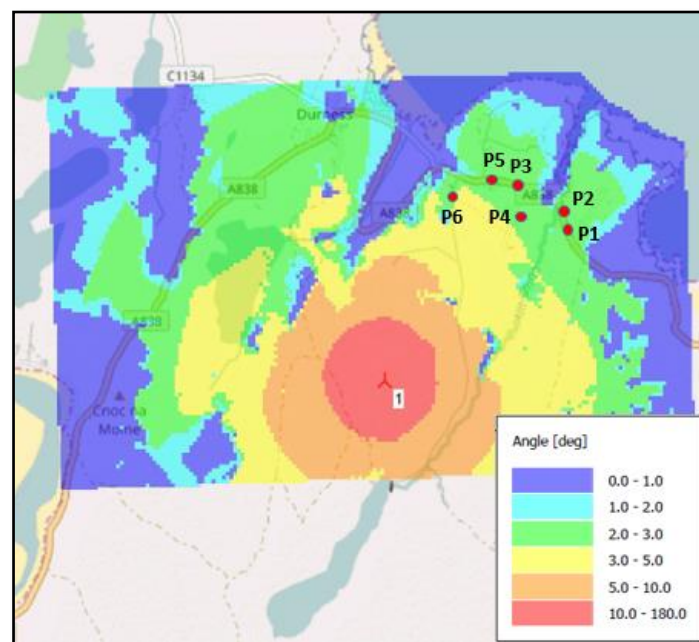 C1134
Durness
P5
P3
A838
A838
P2
P6
P4
P1
A838
A838
1
Cnoc na
Moine
Angle [deg]
0.0 - 1.0
1.0 - 2.0
2.0 - 3.0
3.0 - 5.0
5.0 - 10.0
10.0 - 180.0